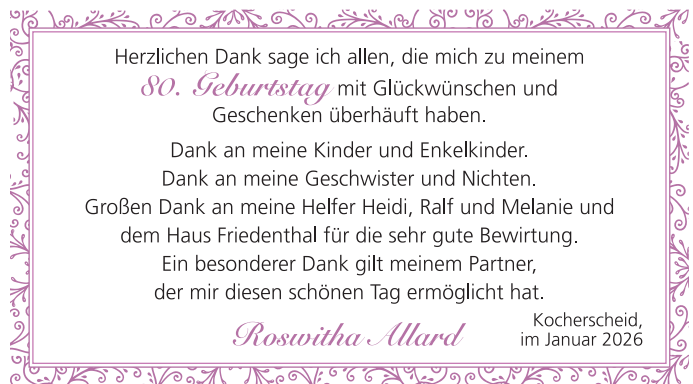 Herzlichen Dank sage ich allen, die mich zu meinem
80. Geburtstag mit Glückwünschen und
Geschenken überhäuft haben.
Dank an meine Kinder und Enkelkinder.
Dank an meine Geschwister und Nichten.
Großen Dank an meine Helfer Heidi, Ralf und Melanie und
dem Haus Friedenthal für die sehr gute Bewirtung.
Ein besonderer Dank gilt meinem Partner,
der mir diesen schönen Tag ermöglicht hat.
Roswitha Allard
Kocherscheid,
im Januar 2026